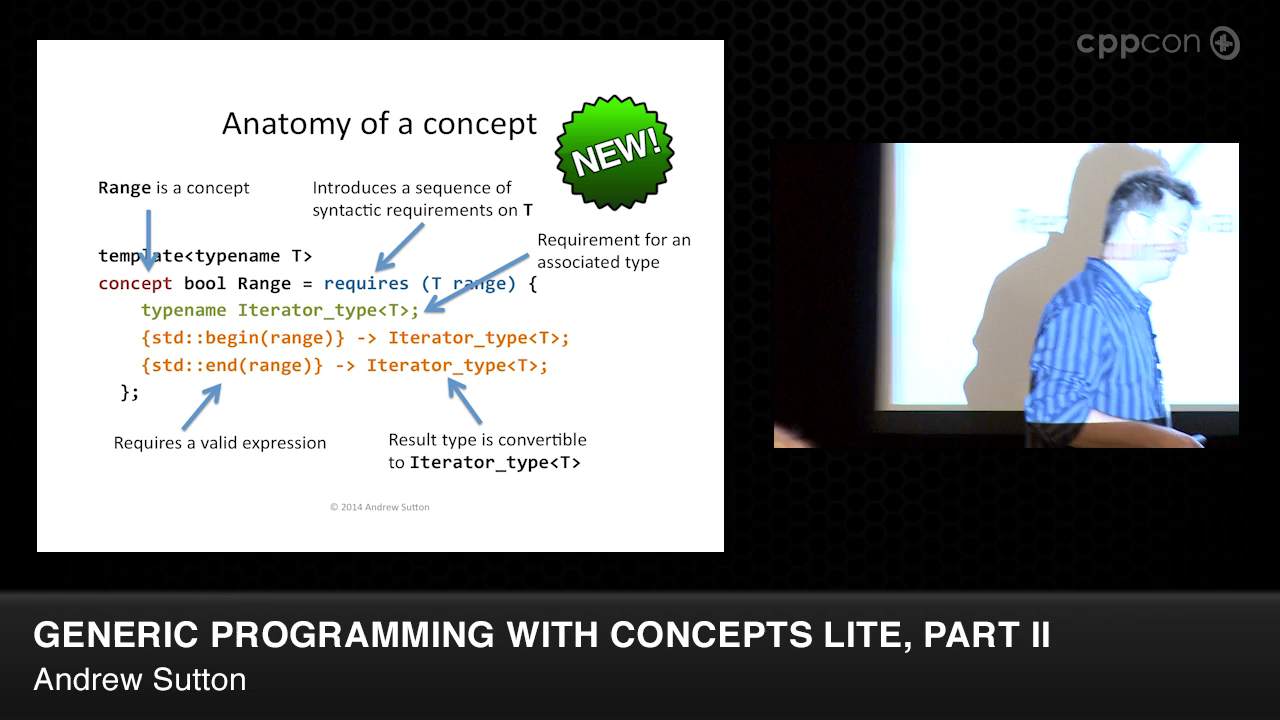 cppcon
Anatomy of a concept
NEW!
Range is a concept
Introduces a sequence of
syntactic requirements on T
Requirement for an
associated type
template<typename T>
concept bool Range = requires (T range) {
typename Iterator_type<T>;
{std::begin(range)} -> Iterator_type<T>;
{std::end(range)} -> Iterator_type<T>;
};
Requires a valid expression
Result type is convertible
to Iterator_type<T>
© 2014 Andrew Sutton
GENERIC PROGRAMMING WITH CONCEPTS LITE, PART II
Andrew Sutton